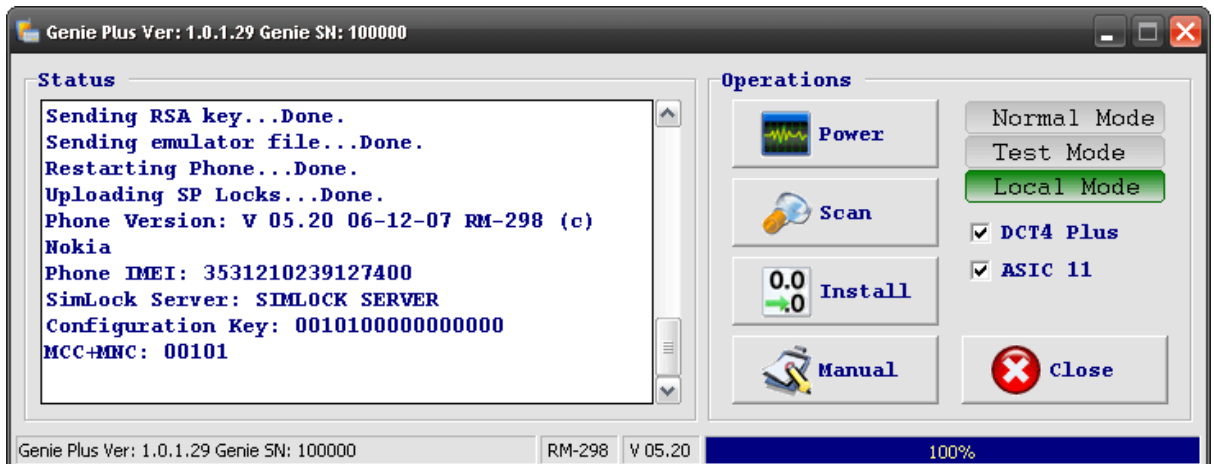 Genie Plus Ver: 1.0.1.29 Genie SN: 100000
Status
Sending RSA key...Done.
Sending emulator file...Done.
Restarting Phone...Done.
Uploading SP Locks...Done.
Phone Version: V 05.20 06-12-07 RM-298 (c)
Nokia
Phone IMEI: 3531210239127400
SimLock Server: SIMLOCK SERVER
Configuration Key: 0010100000000000
MCC+MNC: 00101
Operations
Power
Scan
0.0
.0
Install
Manual
Normal Mode
Test Mode
Local Mode
DCT4 Plus
ASIC 11
Close
Genie Plus Ver: 1.0.1.29 Genie SN: 100000
RM-298
V 05.20
100%